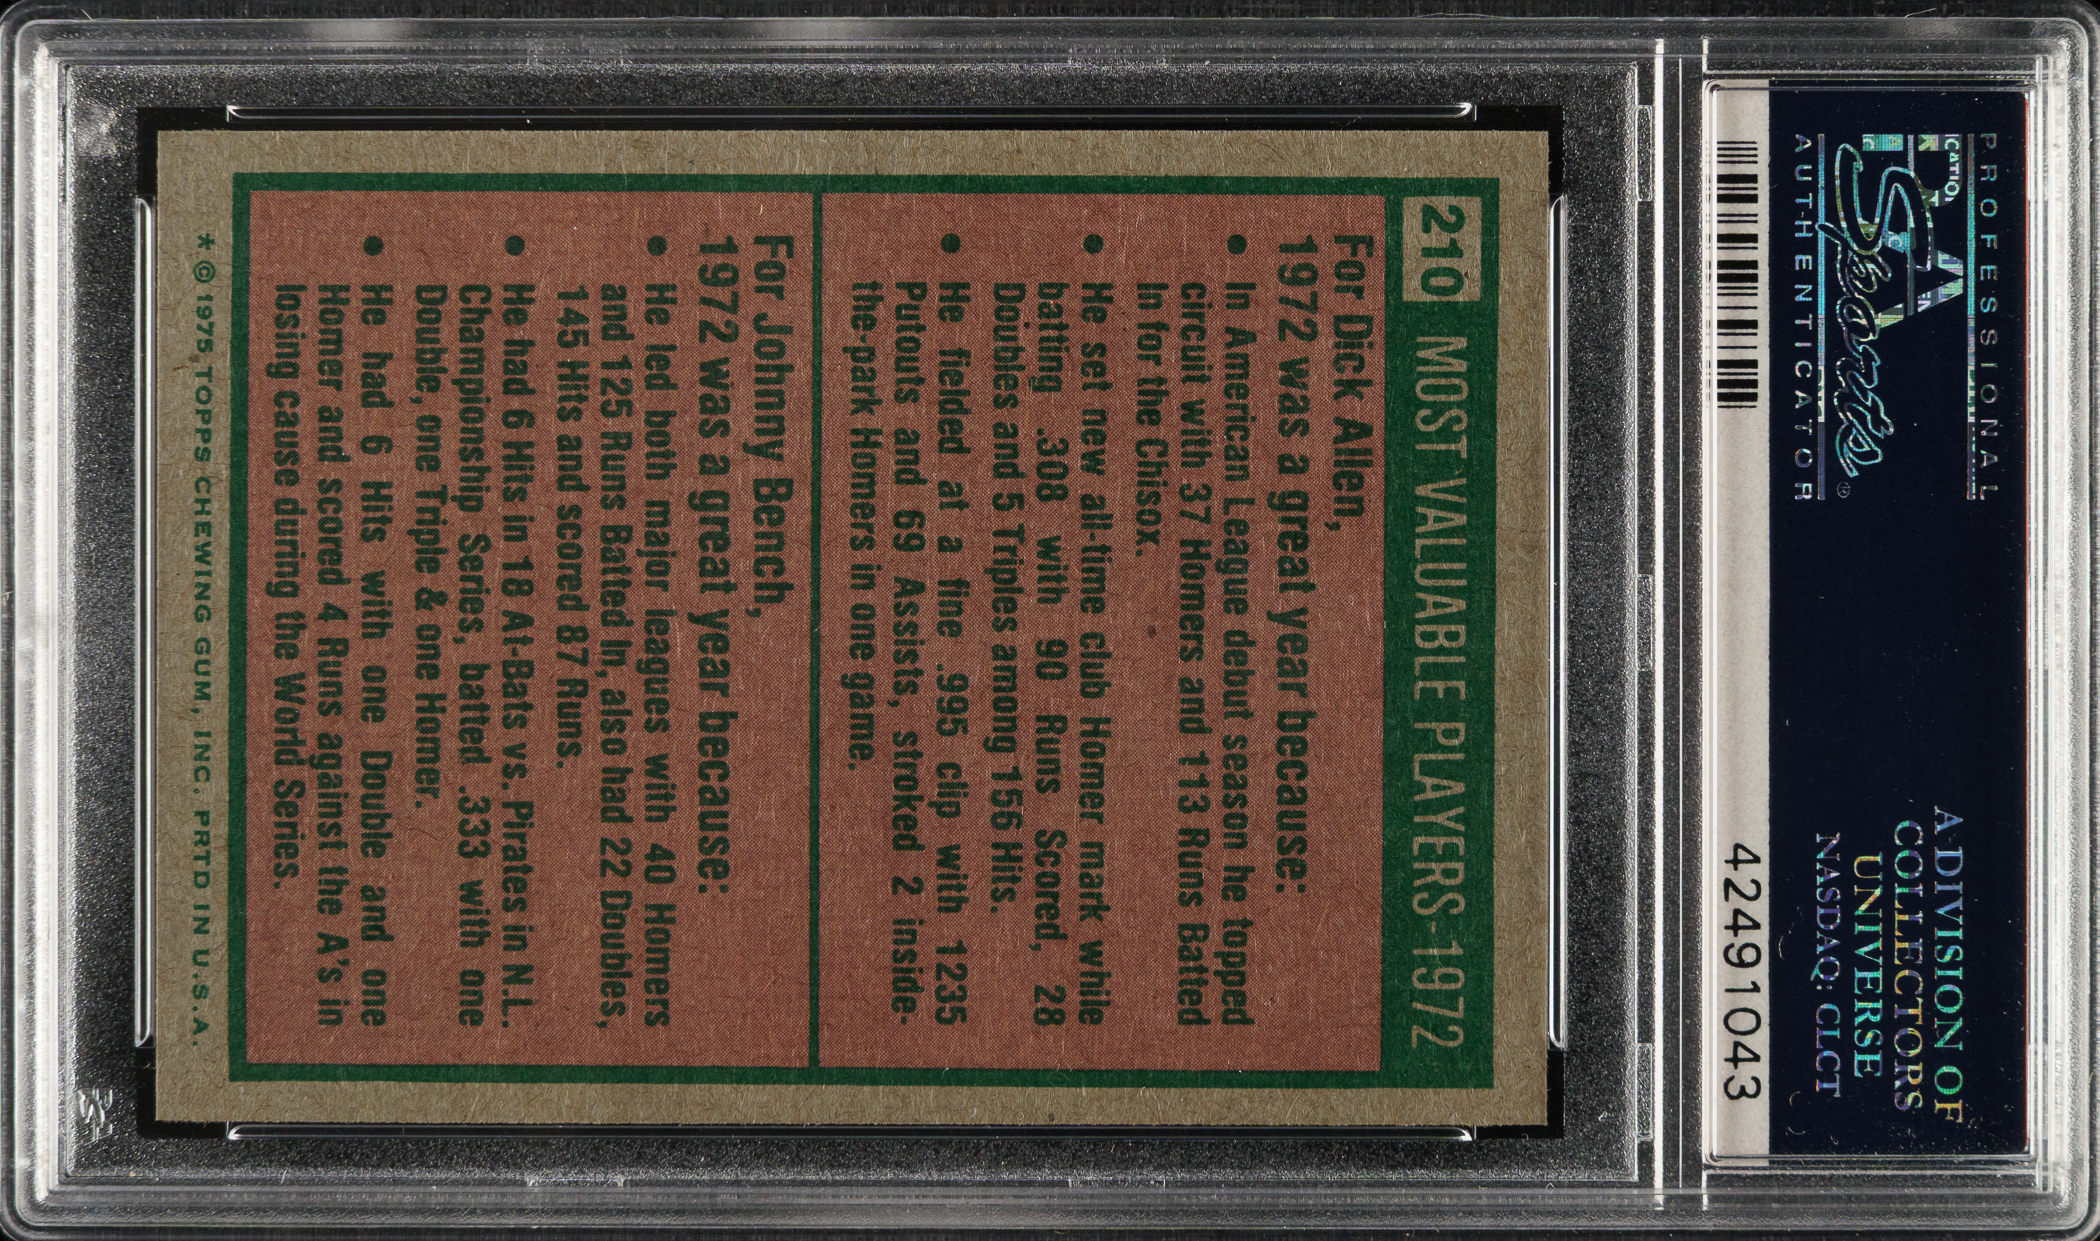 PROFESSIONAL
PSA
Sports
®
AUTHENTICATOR
A DIVISION OF
COLLECTORS
UNIVERSE
NASDAQ: CLCT
42491043
210 MOST VALUABLE PLAYERS-1972
For Dick Allen,
1972 was a great year because:
• In American League debut season he topped
circuit with 37 Homers and 113 Runs Batted
In for the Chisox.
• He set new all-time club Homer mark while
batting .308 with 90 Runs Scored, 28
Doubles and 5 Triples among 156 Hits.
• He fielded at a fine .995 clip with 1235
Putouts and 69 Assists, stroked 2 inside-
the-park Homers in one game.
For Johnny Bench,
1972 was a great year because:
• He led both major leagues with 40 Homers
and 125 Runs Batted In, also had 22 Doubles,
145 Hits and scored 87 Runs.
• He had 6 Hits in 18 At-Bats vs. Pirates in N.L.
Championship Series, batted .333 with one
Double, one Triple & one Homer.
• He had 6 Hits with one Double and one
Homer and scored 4 Runs against the A's in
losing cause during the World Series.
* © 1975 TOPPS CHEWING GUM, INC. PRTD IN U.S.A.